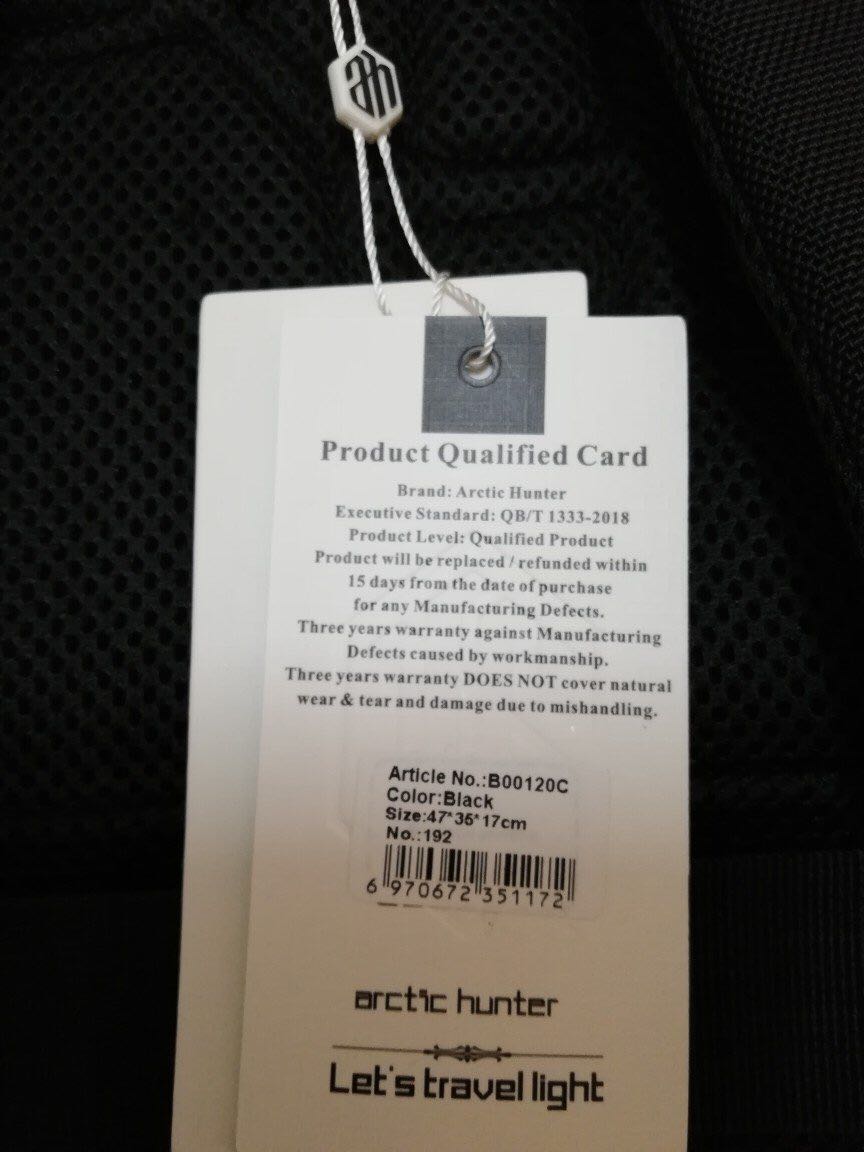 ah
Product Qualified Card
Brand: Arctic Hunter
Executive Standard: QB/T 1333-2018
Product Level: Qualified Product
Product will be replaced / refunded within
15 days from the date of purchase
for any Manufacturing Defects.
Three years warranty against Manufacturing
Defects caused by workmanship.
Three years warranty DOES NOT cover natural
wear & tear and damage due to mishandling.
Article No.:B00120C
Color:Black
Size:47*35*17cm
No.:192
6 970672 351172
arctic hunter
Let's travel light